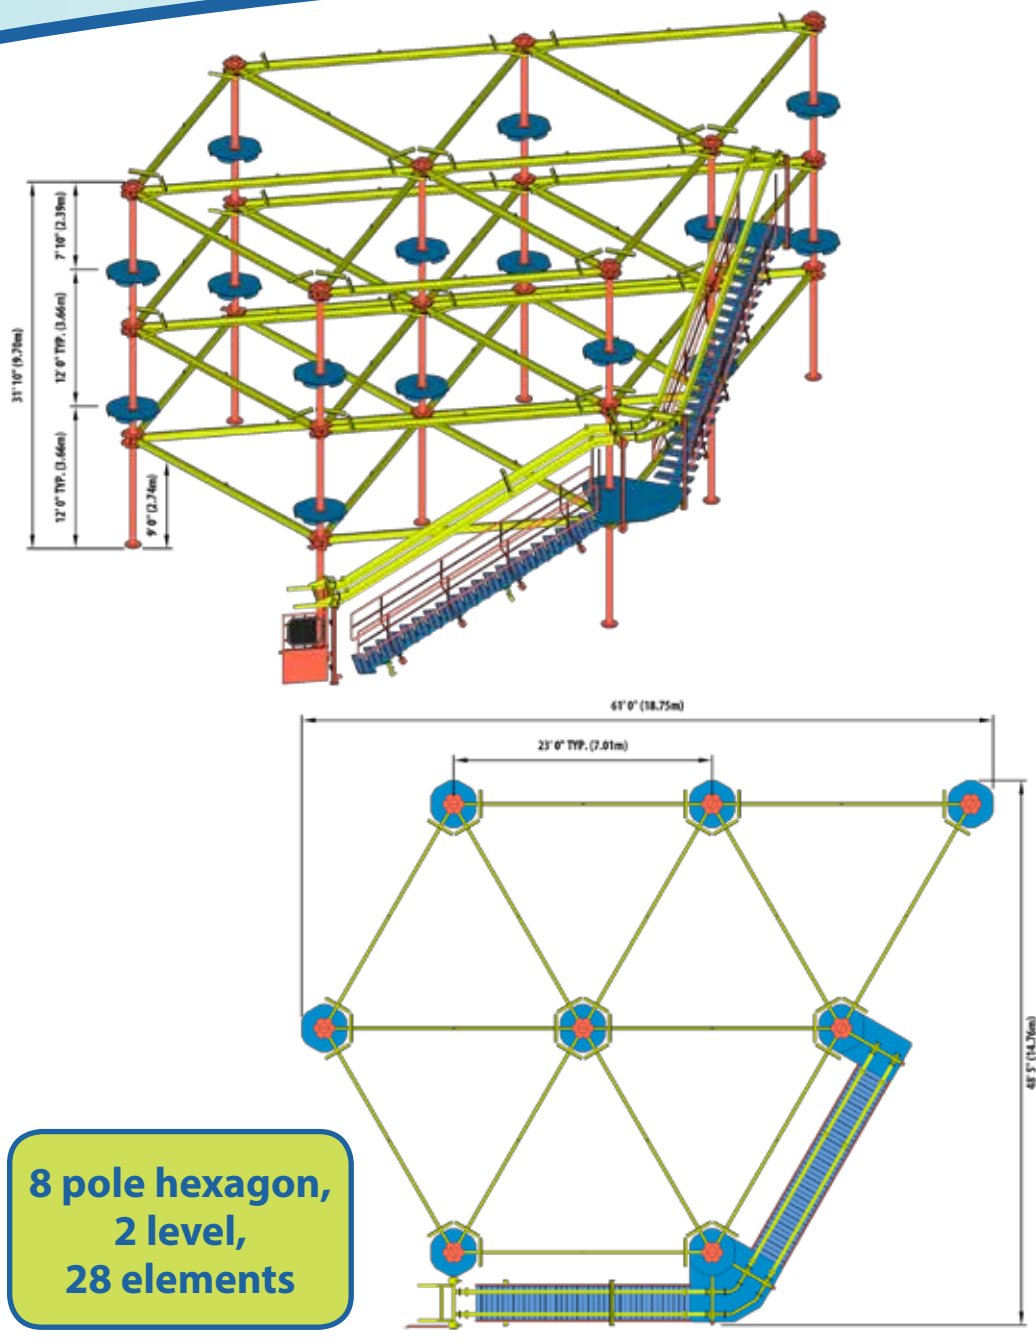 7' 10" (2.39m)
12' 0" TYP. (3.66m)
31' 10" (9.70m)
12' 0" TYP. (3.66m)
9' 0" (2.74m)
61' 0" (18.75m)
23' 0" TYP. (7.01m)
48' 5" (14.76m)
8 pole hexagon,
2 level,
28 elements